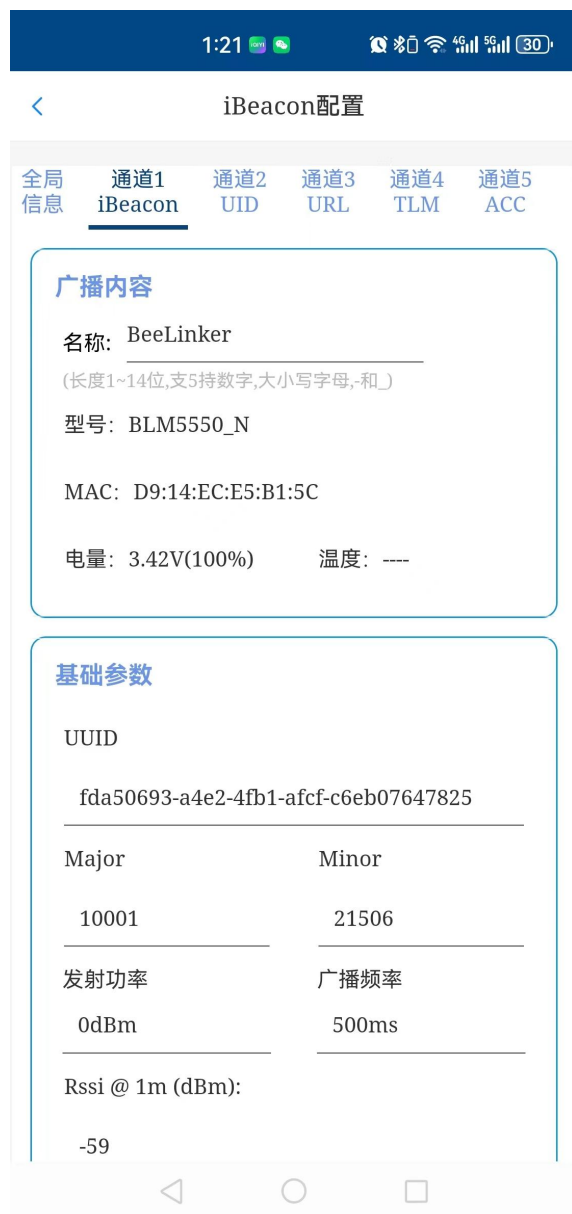 1:21
4G
5G
30
iBeacon配置
全局
信息
通道1
iBeacon
通道2
UID
通道3
URL
通道4
TLM
通道5
ACC
广播内容
名称: BeeLinker
(长度1~14位,支5持数字,大小写字母,-和_)
型号: BLM5550_N
MAC: D9:14:EC:E5:B1:5C
电量: 3.42V(100%) 温度: ----
基础参数
UUID
fda50693-a4e2-4fb1-afcf-c6eb07647825
Major Minor
10001 21506
发射功率 广播频率
0dBm 500ms
Rssi @ 1m (dBm):
-59